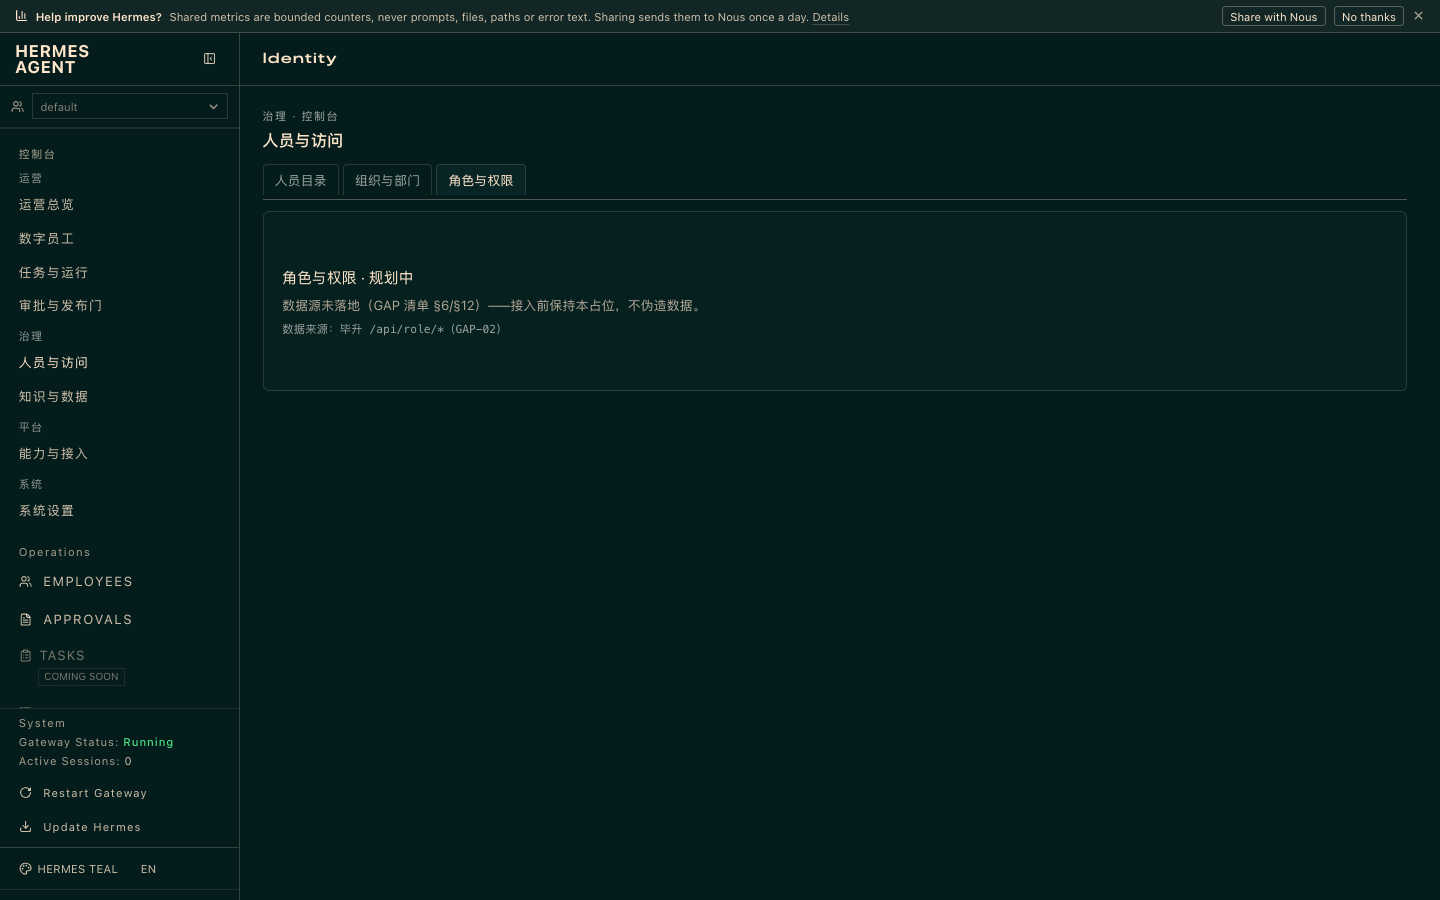 Help improve Hermes? Shared metrics are bounded counters, never prompts, files, paths or error text. Sharing sends them to Nous once a day. Details
Share with Nous
No thanks
HERMES
AGENT
Identity
default
控制台
运营
运营总览
数字员工
任务与运行
审批与发布门
治理
人员与访问
知识与数据
平台
能力与接入
系统
系统设置
Operations
EMPLOYEES
APPROVALS
TASKS
COMING SOON
System
Gateway Status: Running
Active Sessions: 0
Restart Gateway
Update Hermes
HERMES TEAL
EN
治理 · 控制台
人员与访问
人员目录
组织与部门
角色与权限
角色与权限 · 规划中
数据源未落地（GAP 清单 §6/§12）——接入前保持本占位，不伪造数据。
数据来源: 毕升 /api/role/* (GAP-02)